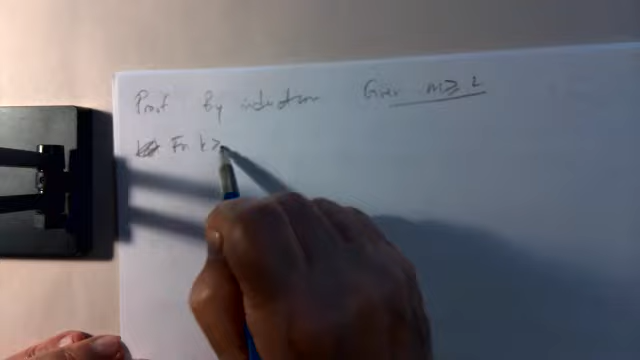 Proof By induction Given m ≥ 2
For k >